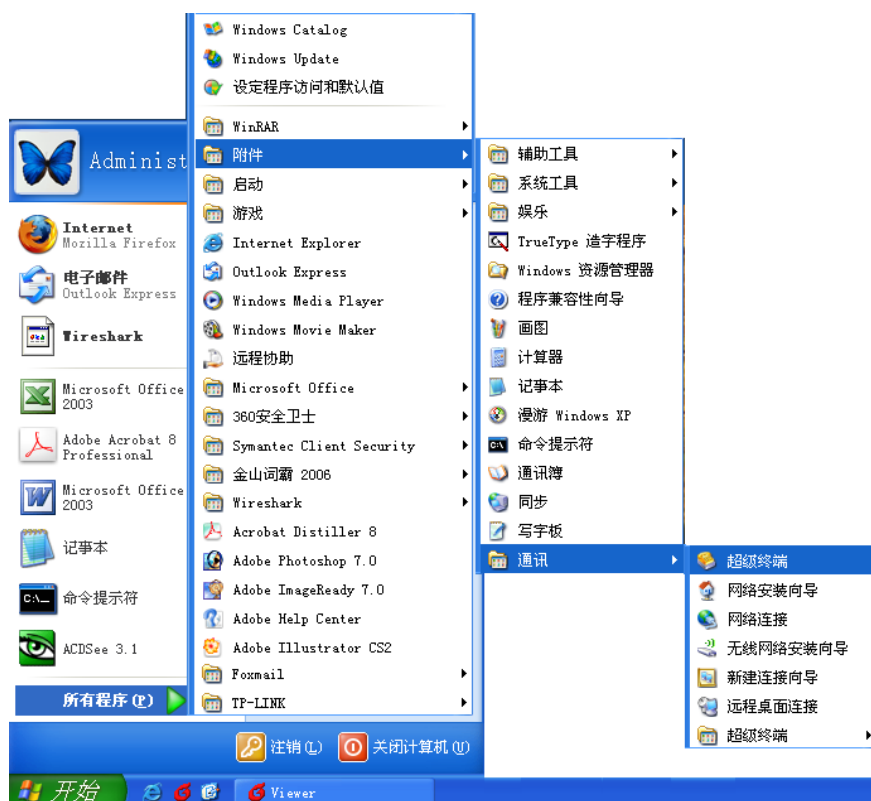 Administ
Internet
Mozilla Firefox
电子邮件
Outlook Express
Wireshark
Microsoft Office
2003
Adobe Acrobat 8
Professional
Microsoft Office
2003
记事本
命令提示符
ACDSee 3.1
所有程序(P)
Windows Catalog
Windows Update
设定程序访问和默认值
WinRAR
附件
启动
游戏
Internet Explorer
Outlook Express
Windows Media Player
Windows Movie Maker
远程协助
Microsoft Office
360安全卫士
Symantec Client Security
金山词霸 2006
Wireshark
Acrobat Distiller 8
Adobe Photoshop 7.0
Adobe ImageReady 7.0
Adobe Help Center
Adobe Illustrator CS2
Foxmail
TP-LINK
辅助工具
系统工具
娱乐
TrueType 造字程序
Windows 资源管理器
程序兼容性向导
画图
计算器
记事本
漫游 Windows XP
命令提示符
通讯簿
同步
写字板
通讯
超级终端
网络安装向导
网络连接
无线网络安装向导
新建连接向导
远程桌面连接
超级终端
注销(L)
关闭计算机(U)
开始
Viewer